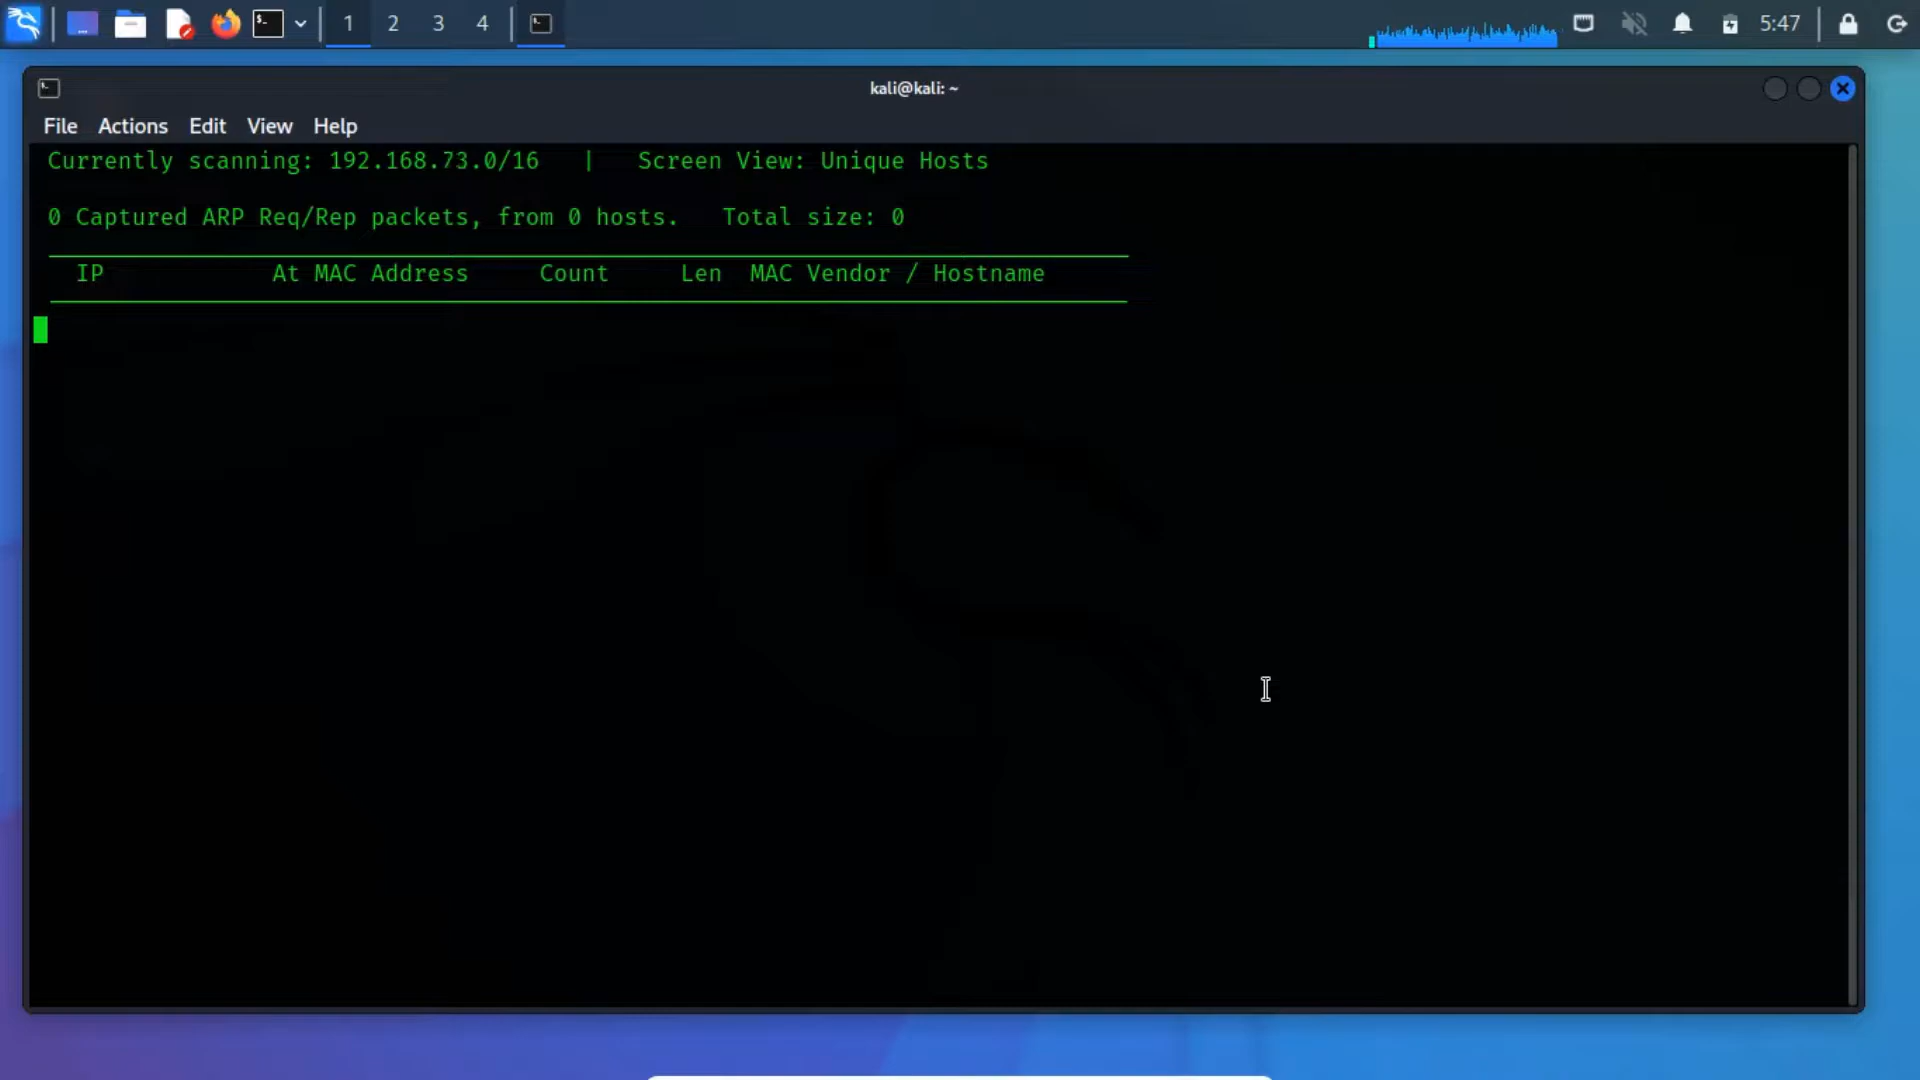 1 2 3 4 5:47
kali@kali: ~
File Actions Edit View Help
Currently scanning: 192.168.73.0/16 | Screen View: Unique Hosts
0 Captured ARP Req/Rep packets, from 0 hosts. Total size: 0
IP At MAC Address Count Len MAC Vendor / Hostname